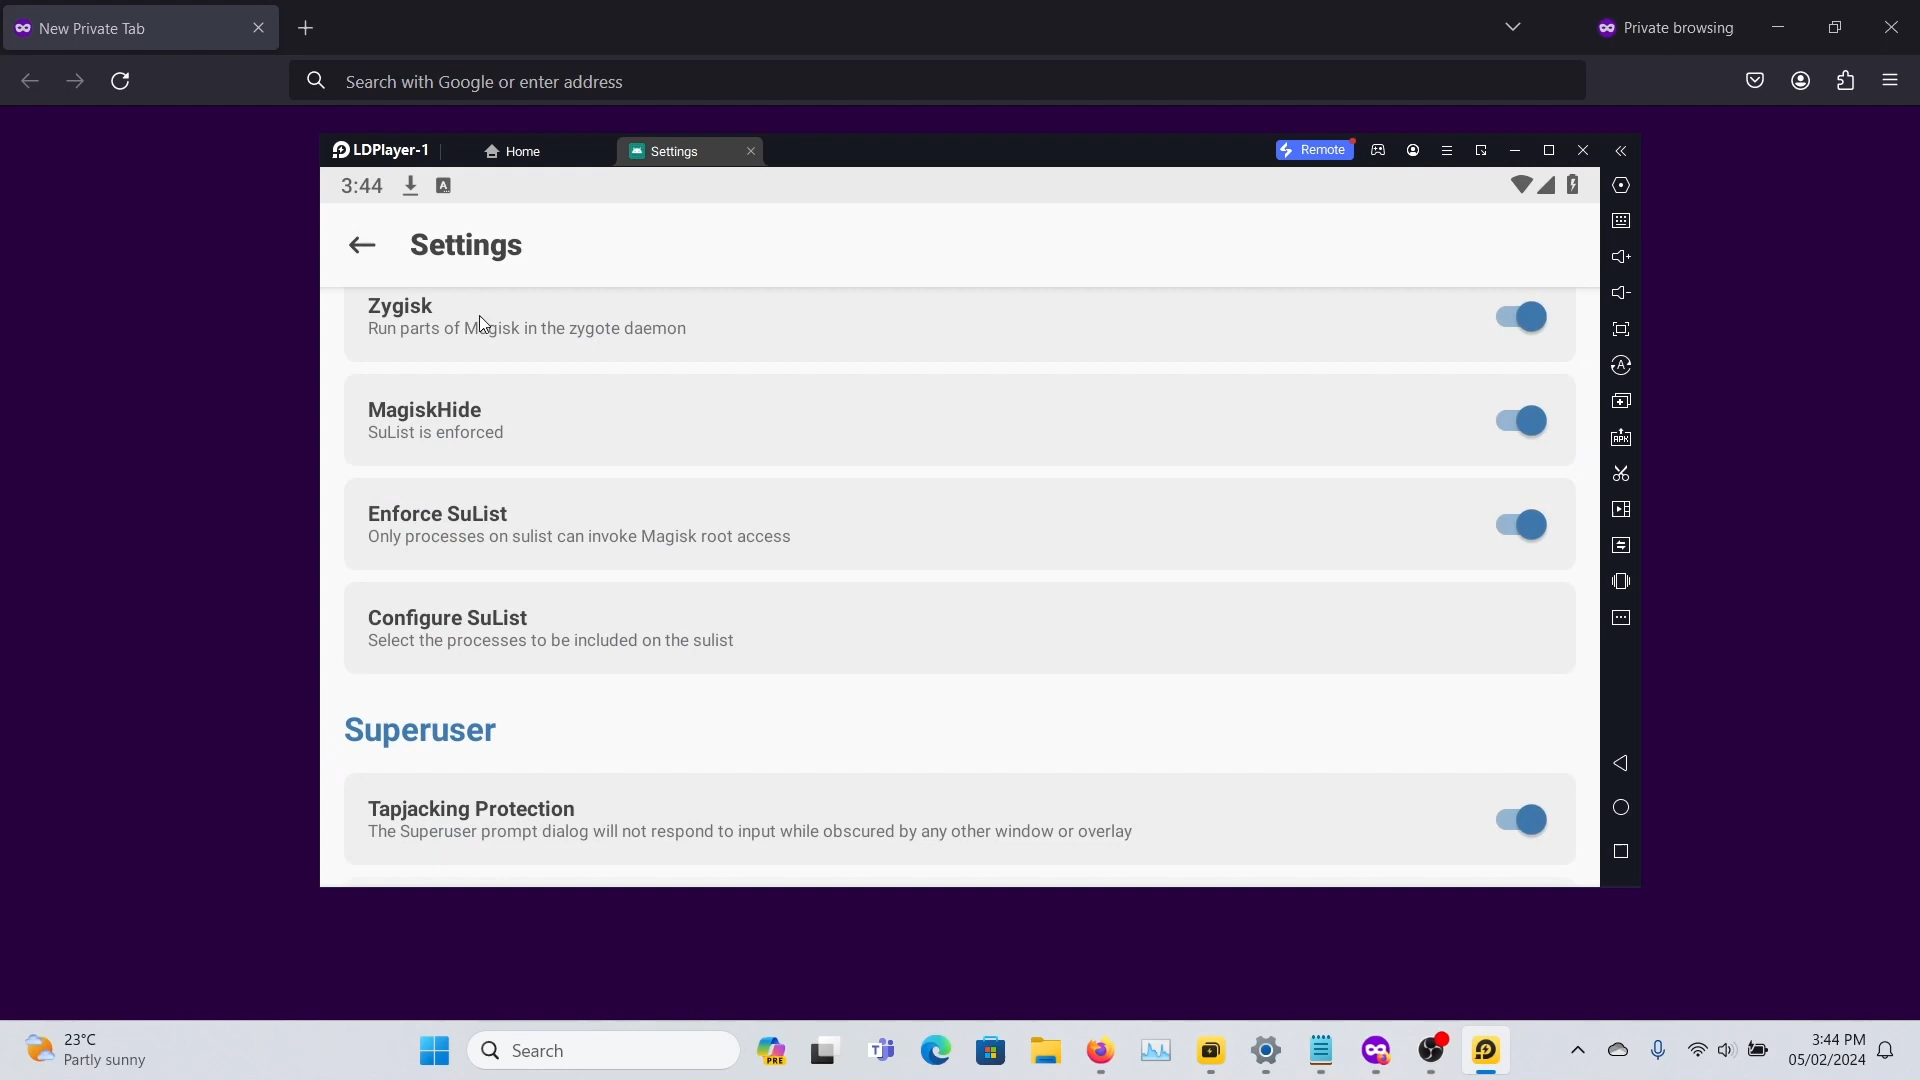 New Private Tab
Private browsing
Search with Google or enter address
LDPlayer-1
Home
Settings
Remote
3:44
A
Settings
Zygisk
Run parts of Magisk in the zygote daemon
MagiskHide
SuList is enforced
Enforce SuList
Only processes on sulist can invoke Magisk root access
Configure SuList
Select the processes to be included on the sulist
Superuser
Tapjacking Protection
The Superuser prompt dialog will not respond to input while obscured by any other window or overlay
A
APK
23°C
Partly sunny
Search
PRE
3:44 PM
05/02/2024